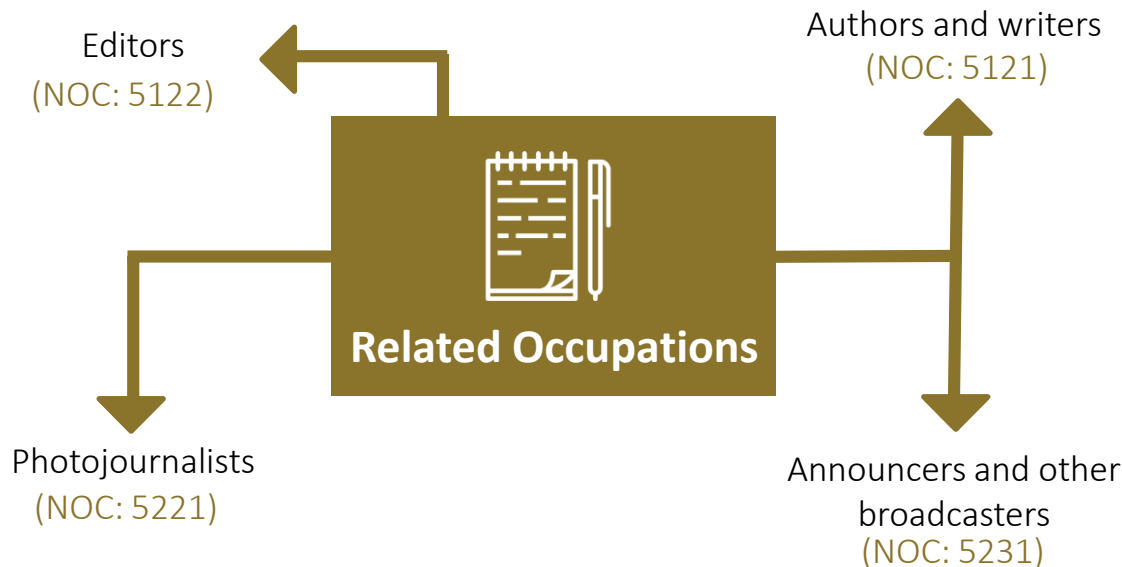 Editors
(NOC: 5122)
Authors and writers
(NOC: 5121)
Related Occupations
Photojournalists
(NOC: 5221)
Announcers and other
broadcasters
(NOC: 5231)